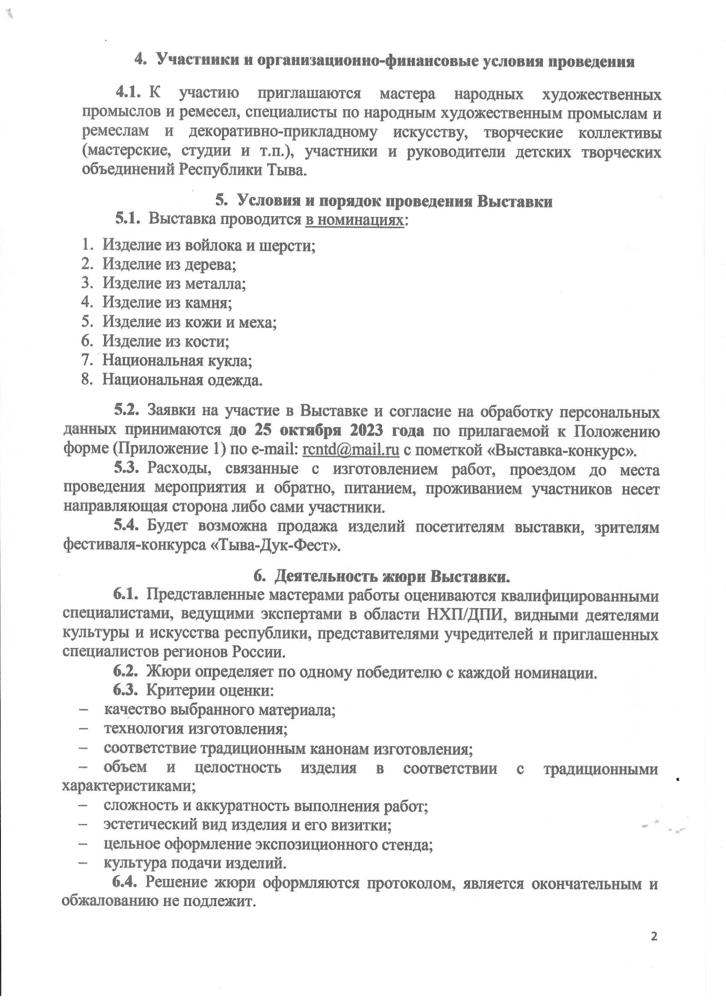 4. Участники и организационно-финансовые условия проведения
4.1. К участию приглашаются мастера народных художественных
промыслов и ремесел, специалисты по народным художественным промыслам и
ремеслам и декоративно-прикладному искусству, творческие коллективы
(мастерские, студии и т.п.), участники и руководители детских творческих
объединений Республики Тыва.
5. Условия и порядок проведения Выставки
5.1. Выставка проводится в номинациях:
1. Изделие из войлока и шерсти;
2. Изделие из дерева;
3. Изделие из металла;
4. Изделие из камня;
5. Изделие из кожи и меха;
6. Изделие из кости;
7. Национальная кукла;
8. Национальная одежда.
5.2. Заявки на участие в Выставке и согласие на обработку персональных
данных принимаются до 25 октября 2023 года по прилагаемой к Положению
форме (Приложение 1) по e-mail: rcntd@mail.ru с пометкой «Выставка-конкурс».
5.3. Расходы, связанные с изготовлением работ, проездом до места
проведения мероприятия и обратно, питанием, проживанием участников несет
направляющая сторона либо сами участники.
5.4. Будет возможна продажа изделий посетителям выставки, зрителям
фестиваля-конкурса «Тыва-Дук-Фест».
6. Деятельность жюри Выставки.
6.1. Представленные мастерами работы оцениваются квалифицированными
специалистами, ведущими экспертами в области НХП/ДПИ, видными деятелями
культуры и искусства республики, представителями учредителей и приглашенных
специалистов регионов России.
6.2. Жюри определяет по одному победителю с каждой номинации.
6.3. Критерии оценки:
– качество выбранного материала;
– технология изготовления;
– соответствие традиционным канонам изготовления;
– объем и целостность изделия в соответствии с традиционными
характеристиками;
– сложность и аккуратность выполнения работ;
– эстетический вид изделия и его визитки;
– цельное оформление экспозиционного стенда;
– культура подачи изделий.
6.4. Решение жюри оформляются протоколом, является окончательным и
обжалованию не подлежит.
2